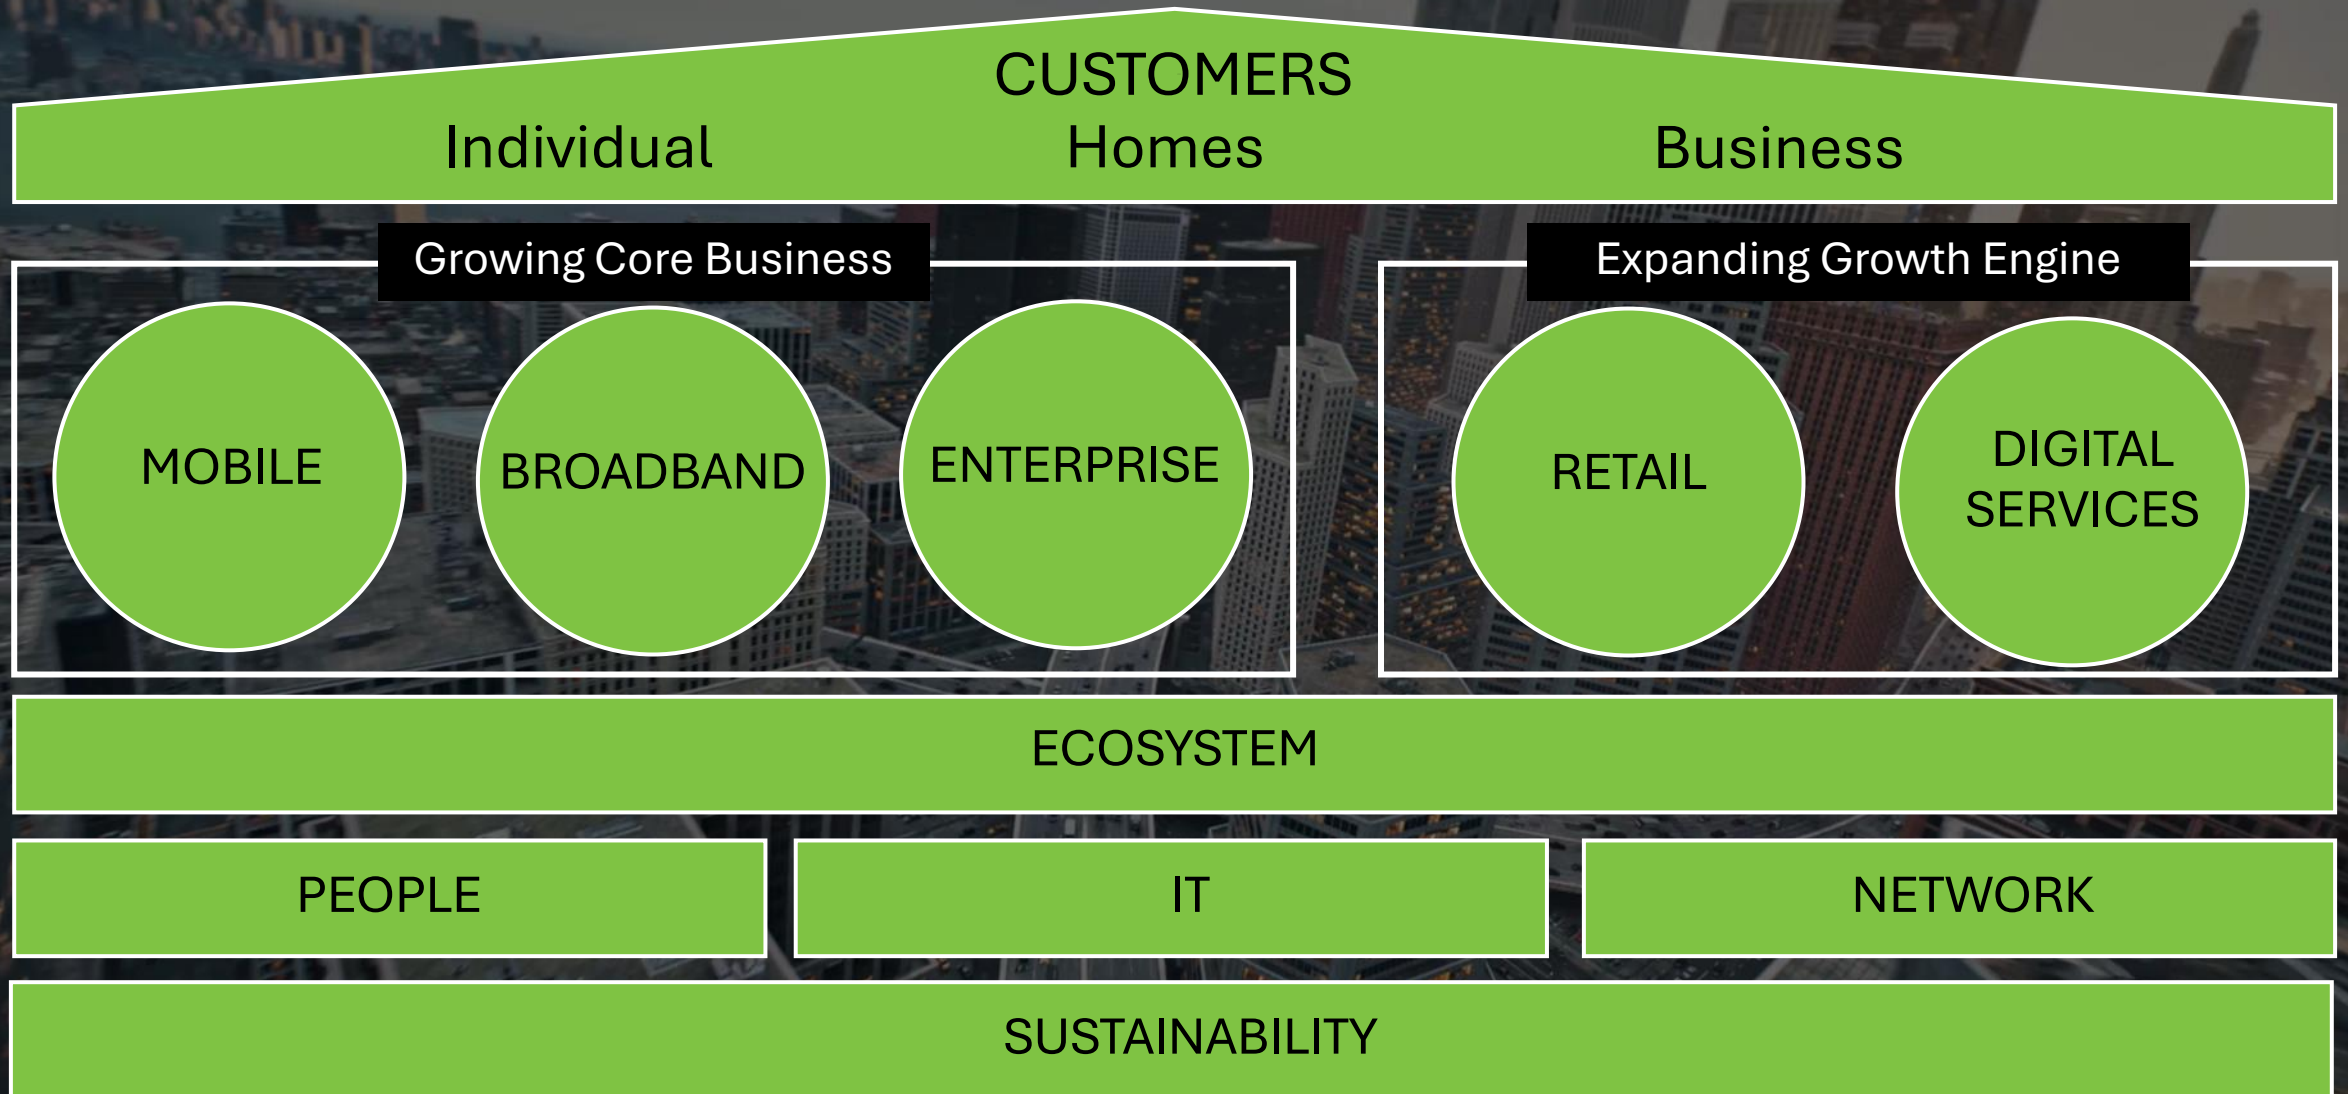 CUSTOMERS
Individual Homes Business
Growing Core Business
Expanding Growth Engine
MOBILE
BROADBAND
ENTERPRISE
RETAIL
DIGITAL
SERVICES
ECOSYSTEM
PEOPLE
IT
NETWORK
SUSTAINABILITY